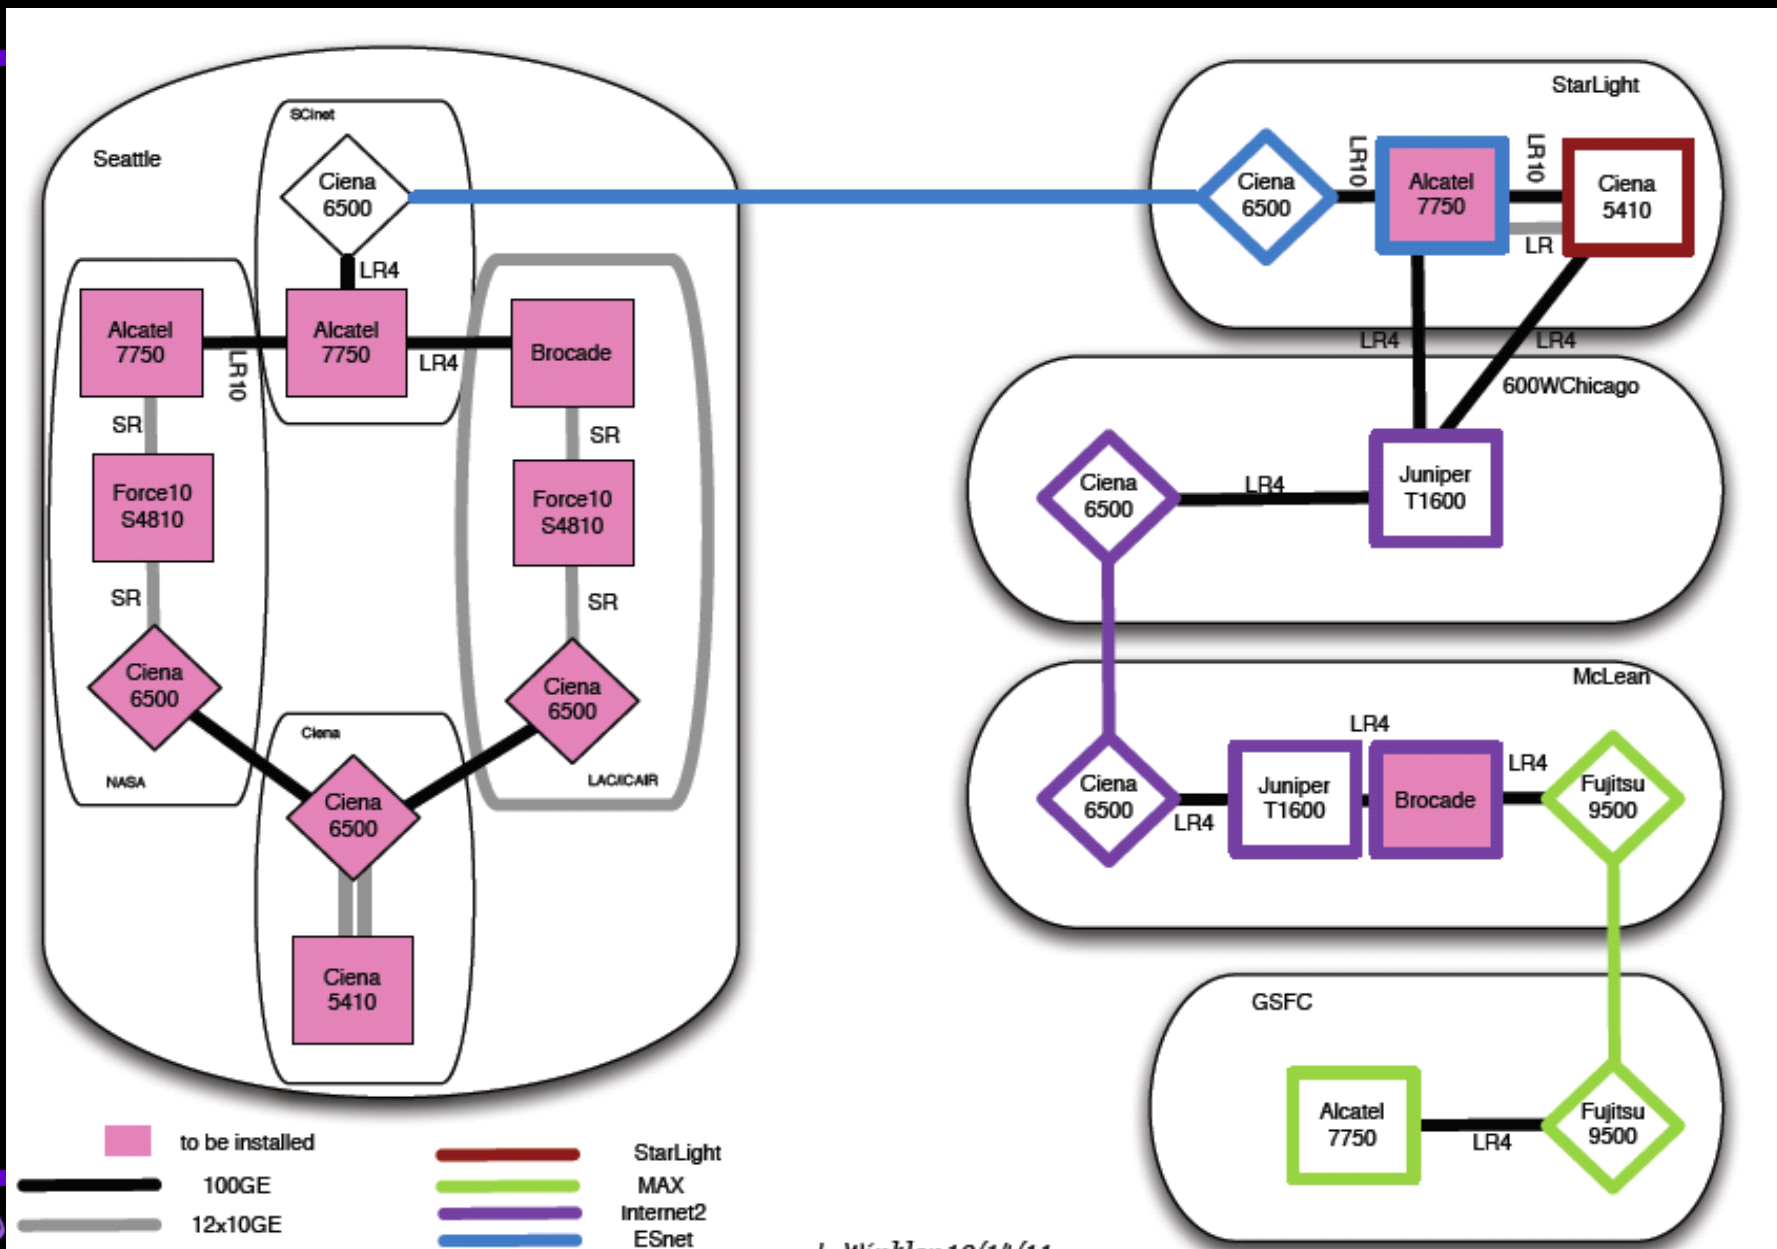 Seattle
SCinet
Ciena
6500
LR4
Alcatel
7750
LR10
Alcatel
7750
LR4
Brocade
SR
SR
Force10
S4810
Force10
S4810
SR
SR
Ciena
6500
Ciena
6500
NASA
Ciena
LAC/ICAIR
Ciena
6500
Ciena
5410
StarLight
Ciena
6500
LR10
Alcatel
7750
LR10
LR
Ciena
5410
LR4
LR4
600WChicago
Ciena
6500
LR4
Juniper
T1600
McLean
Ciena
6500
LR4
Juniper
T1600
LR4
Brocade
LR4
Fujitsu
9500
GSFC
Alcatel
7750
LR4
Fujitsu
9500
to be installed
100GE
12x10GE
StarLight
MAX
Internet2
ESnet